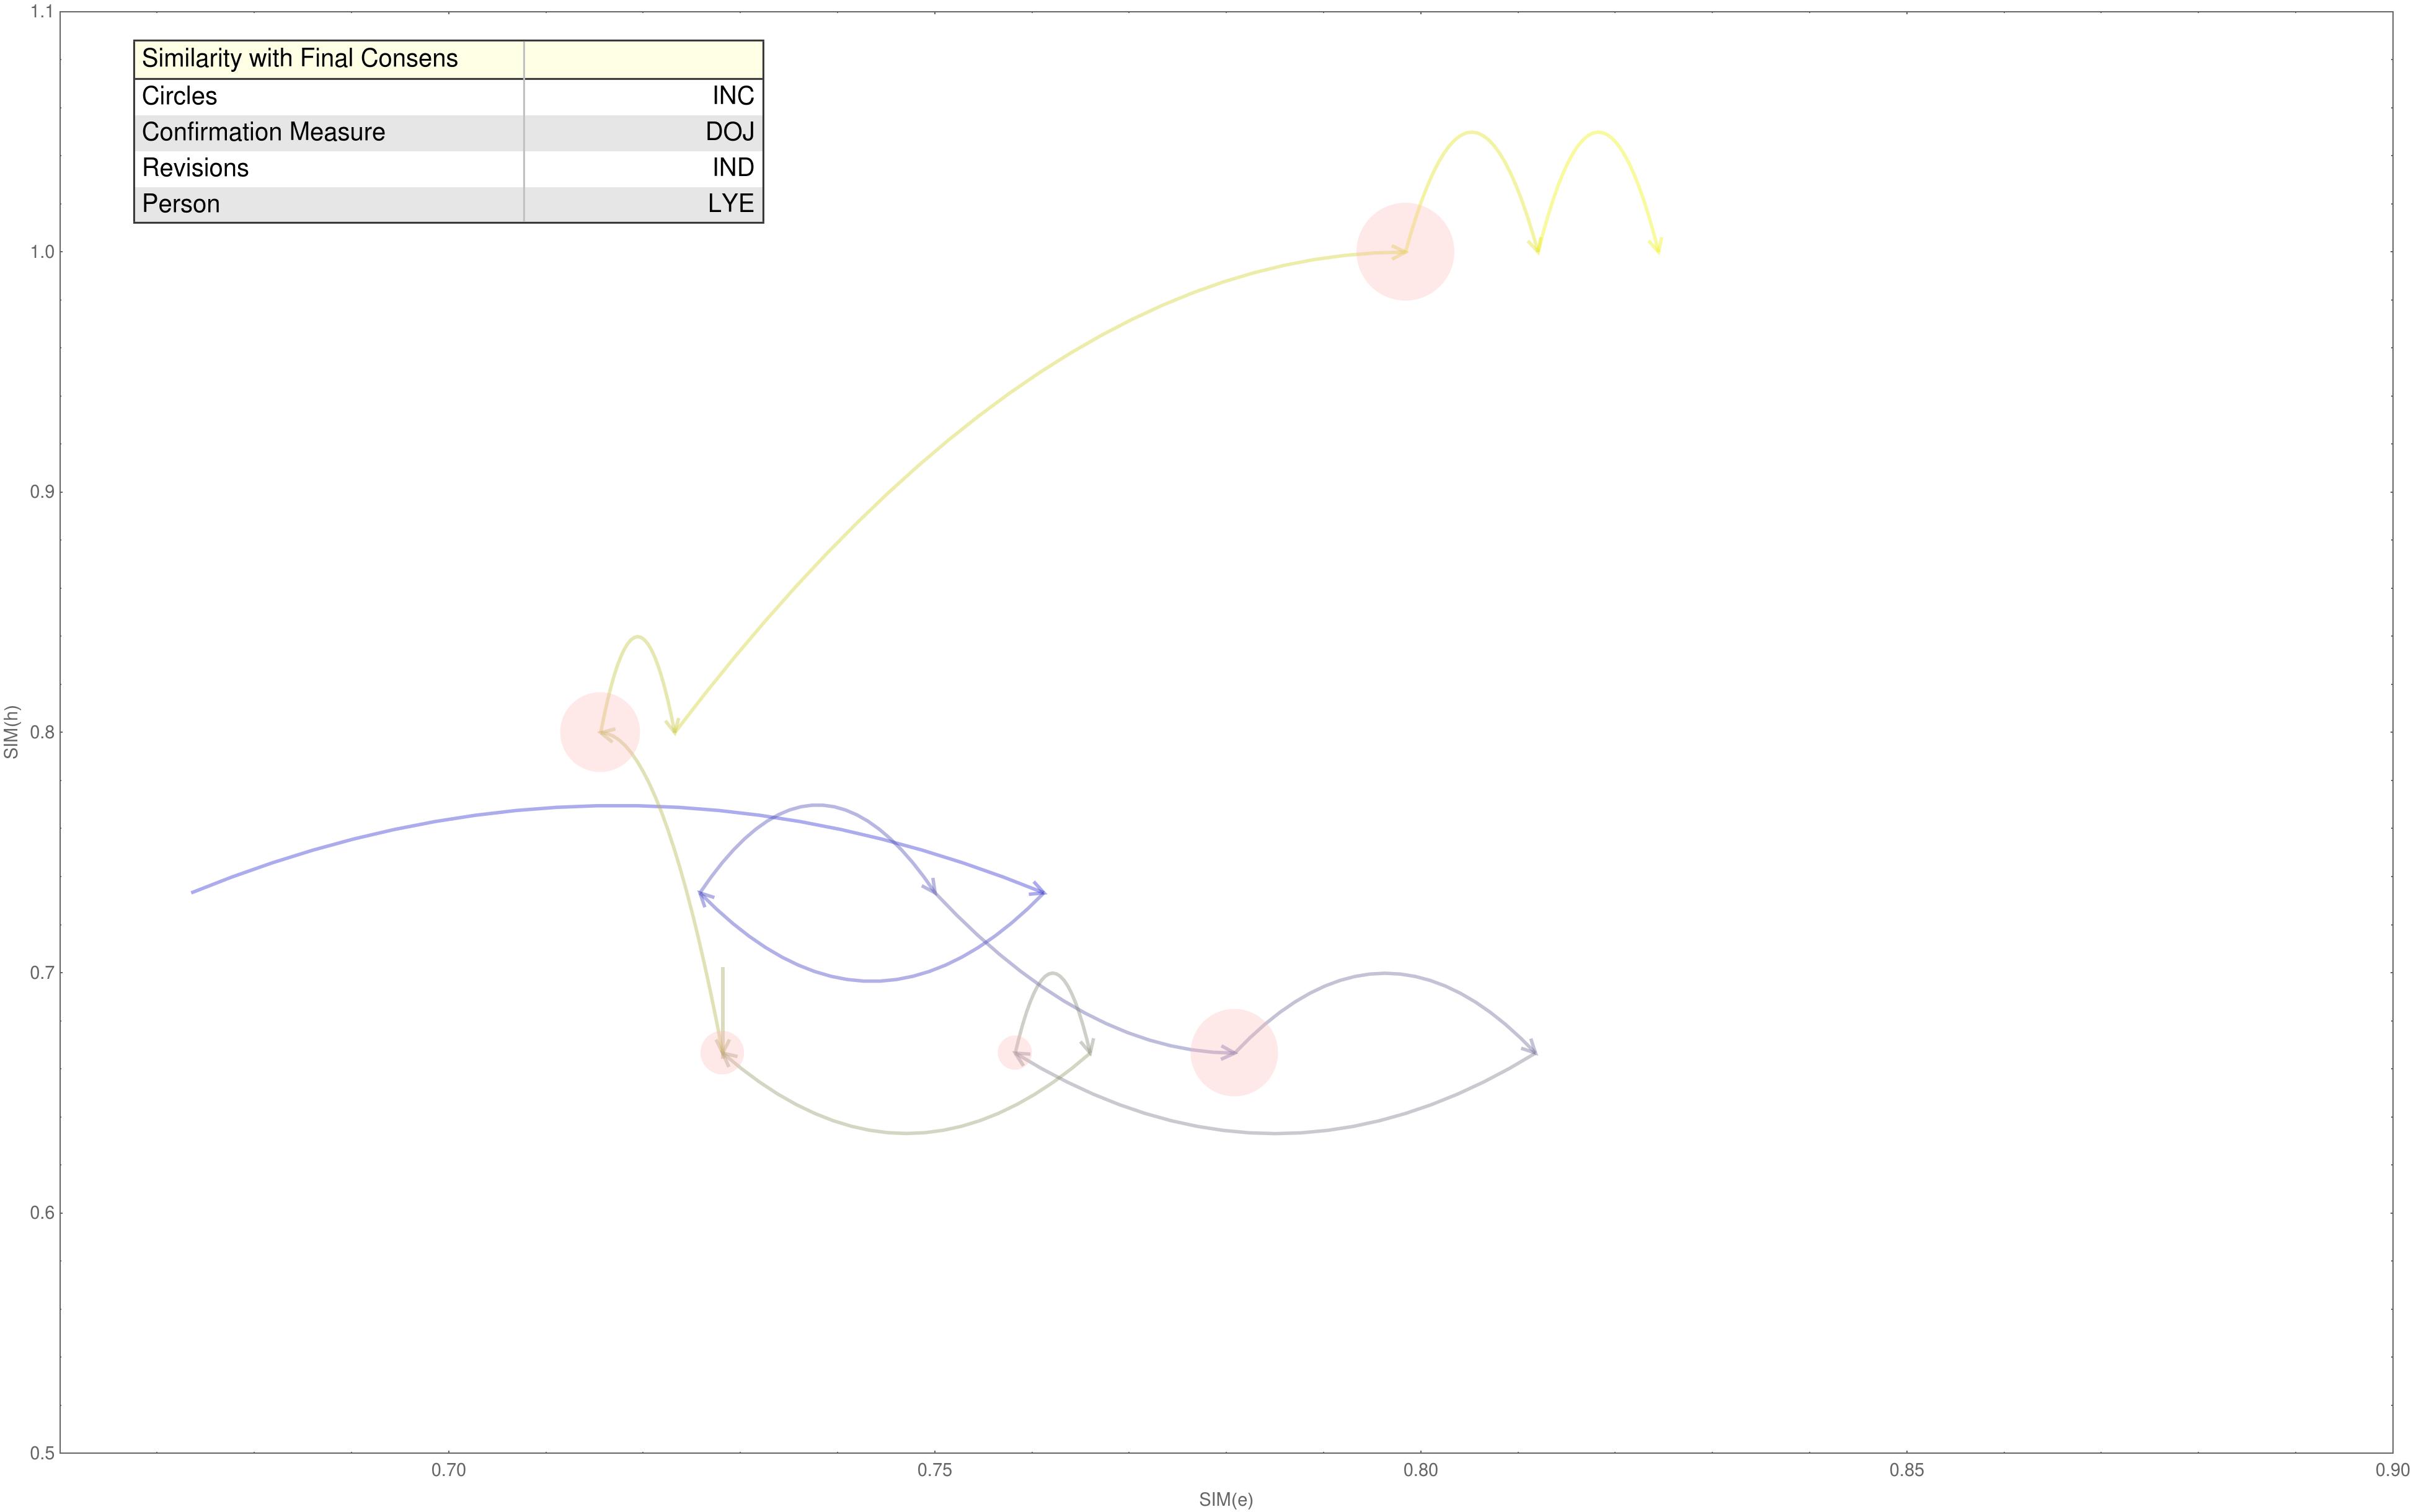 1.1
Similarity with Final Consens
Circles INC
Confirmation Measure DOJ
Revisions IND
Person LYE
1.0
0.9
SIM(h)
0.8
0.7
0.6
0.5
0.70 0.75 0.80 0.85 0.90
SIM(e)